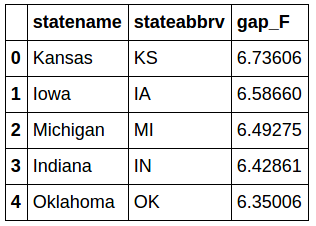 statename stateabbrv gap_F
0 Kansas KS 6.73606
1 Iowa IA 6.58660
2 Michigan MI 6.49275
3 Indiana IN 6.42861
4 Oklahoma OK 6.35006